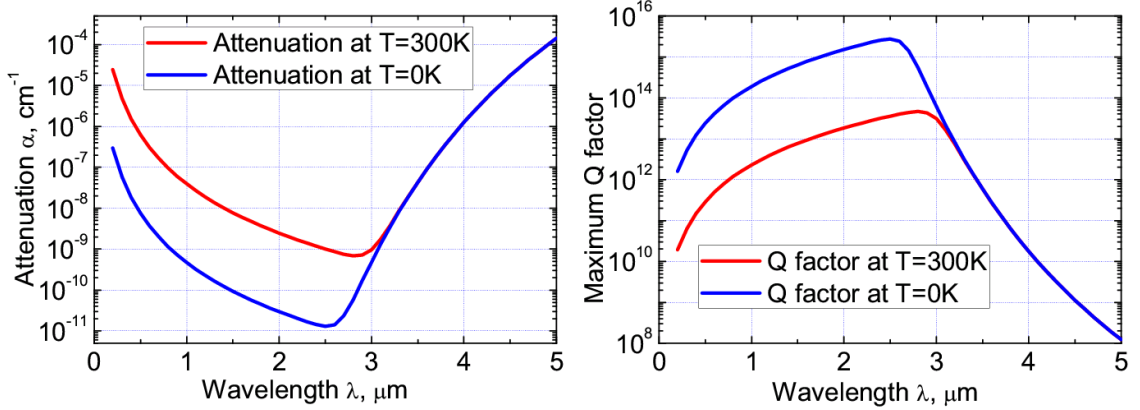 Attenuation α, cm⁻¹
10⁻⁴
10⁻⁵
10⁻⁶
10⁻⁷
10⁻⁸
10⁻⁹
10⁻¹⁰
10⁻¹¹
Attenuation at T=300K
Attenuation at T=0K
0 1 2 3 4 5
Wavelength λ, μm
Maximum Q factor
10¹⁶
10¹⁴
10¹²
10¹⁰
10⁸
Q factor at T=300K
Q factor at T=0K
0 1 2 3 4 5
Wavelength λ, μm